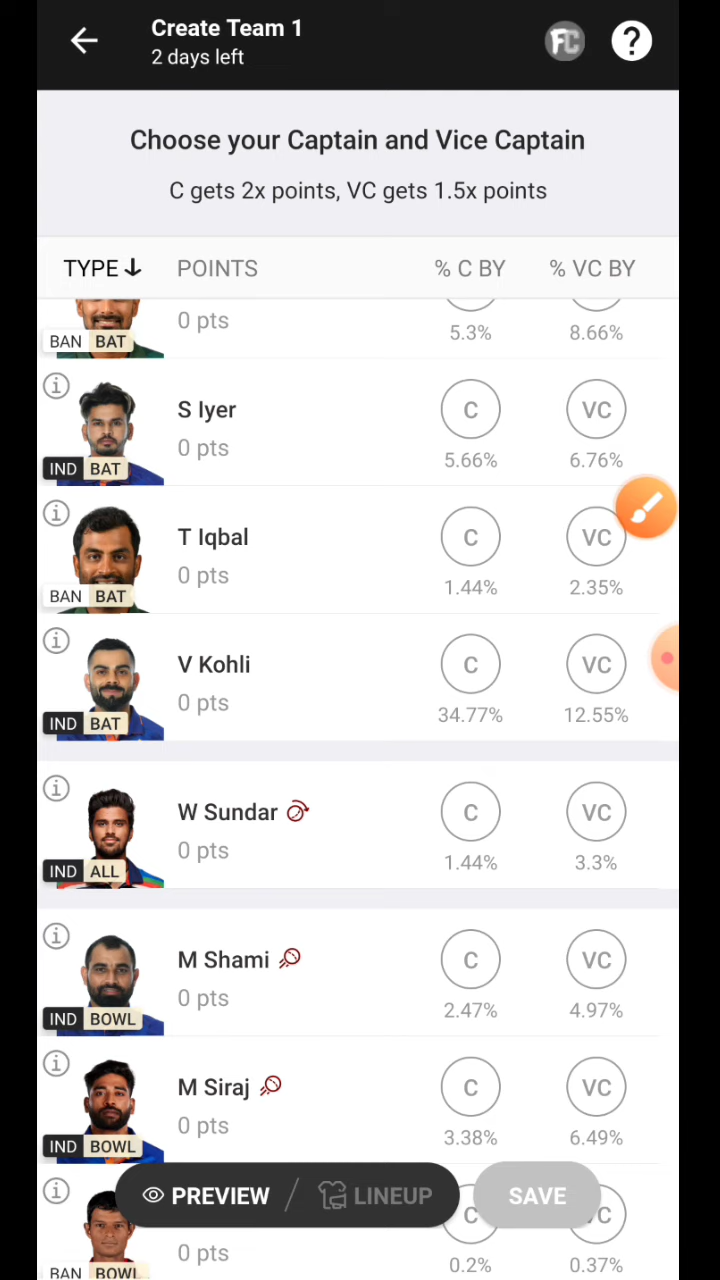 Create Team 1
2 days left
FC
?
Choose your Captain and Vice Captain
C gets 2x points, VC gets 1.5x points
TYPE POINTS % C BY % VC BY
0 pts 5.3% 8.66%
BAN BAT
S Iyer C VC
0 pts 5.66% 6.76%
IND BAT
T Iqbal C VC
0 pts 1.44% 2.35%
BAN BAT
V Kohli C VC
0 pts 34.77% 12.55%
IND BAT
W Sundar C VC
0 pts 1.44% 3.3%
IND ALL
M Shami C VC
0 pts 2.47% 4.97%
IND BOWL
M Siraj C VC
0 pts 3.38% 6.49%
IND BOWL
PREVIEW / LINEUP SAVE
C VC
0 pts 0.2% 0.37%
BAN BOWL